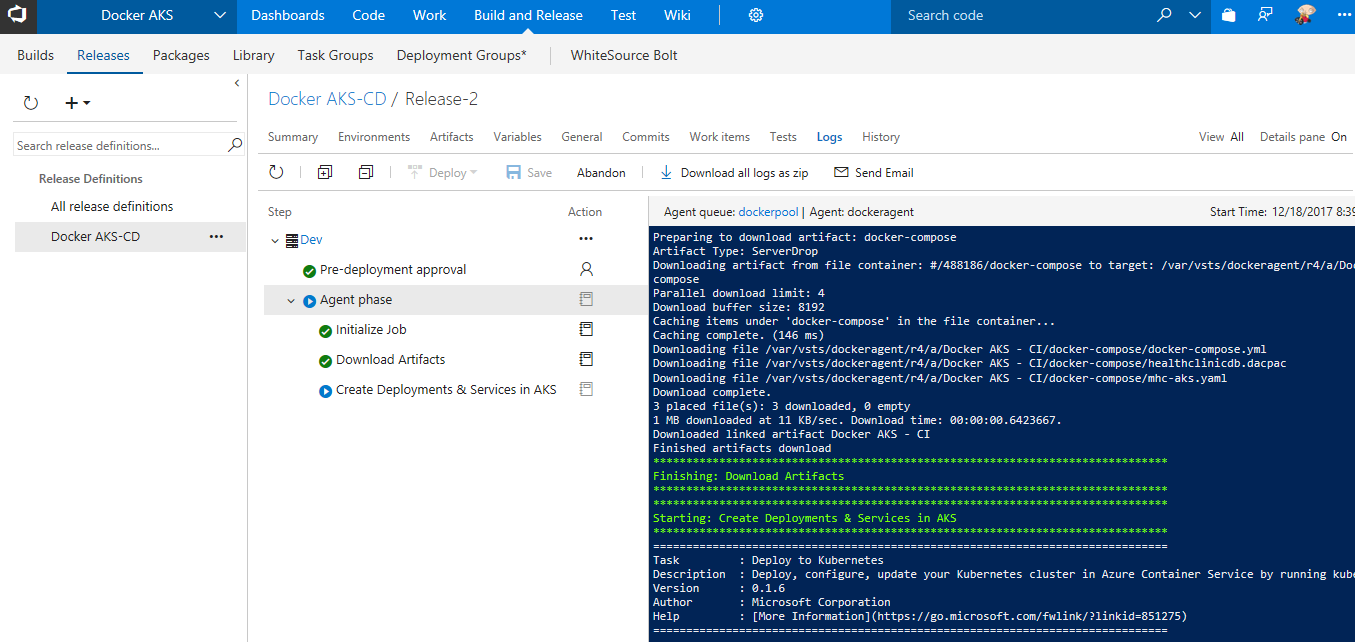 Docker AKS Dashboards Code Work Build and Release Test Wiki Search code
Builds Releases Packages Library Task Groups Deployment Groups* WhiteSource Bolt
Search release definitions...
Release Definitions
All release definitions
Docker AKS-CD
Docker AKS-CD / Release-2
Summary Environments Artifacts Variables General Commits Work items Tests Logs History View All Details pane On
Deploy Save Abandon Download all logs as zip Send Email
Step Action
Dev
Pre-deployment approval
Agent phase
Initialize Job
Download Artifacts
Create Deployments & Services in AKS
Agent queue: dockerpool | Agent: dockeragent Start Time: 12/18/2017 8:39
Preparing to download artifact: docker-compose
Artifact Type: ServerDrop
Downloading artifact from file container: #/488186/docker-compose to target: /var/vsts/dockeragent/r4/a/Doc
compose
Parallel download limit: 4
Download buffer size: 8192
Caching items under 'docker-compose' in the file container...
Caching complete. (146 ms)
Downloading file /var/vsts/dockeragent/r4/a/Docker AKS - CI/docker-compose/docker-compose.yml
Downloading file /var/vsts/dockeragent/r4/a/Docker AKS - CI/docker-compose/healthclinicdb.dacpac
Downloading file /var/vsts/dockeragent/r4/a/Docker AKS - CI/docker-compose/mhc-aks.yaml
Download complete.
3 placed file(s): 3 downloaded, 0 empty
1 MB downloaded at 11 KB/sec. Download time: 00:00:00.6423667.
Downloaded linked artifact Docker AKS - CI
Finished artifacts download
******************************************************************************
Finishing: Download Artifacts
******************************************************************************
******************************************************************************
Starting: Create Deployments & Services in AKS
******************************************************************************
==============================================================================
Task : Deploy to Kubernetes
Description : Deploy, configure, update your Kubernetes cluster in Azure Container Service by running kube
Version : 0.1.6
Author : Microsoft Corporation
Help : [More Information](https://go.microsoft.com/fwlink/?linkid=851275)
==============================================================================